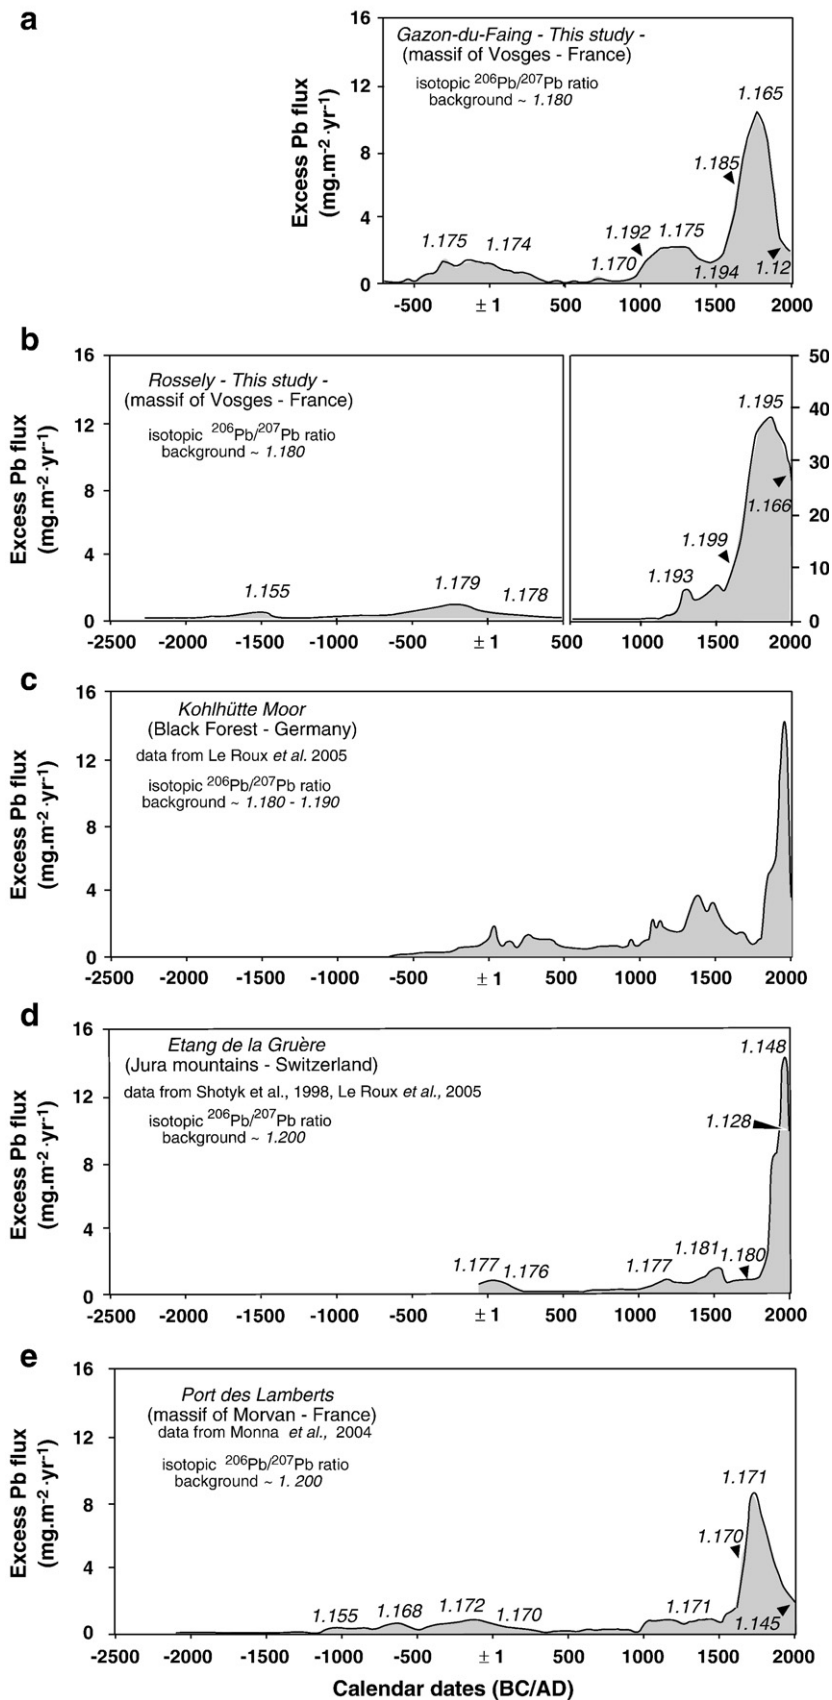 a
Gazon-du-Faing - This study -
(massif of Vosges - France)
isotopic 206Pb/207Pb ratio
background ~ 1.180
Excess Pb flux
(mg.m-2.yr-1)
16
12
8
4
0
1.175
1.174
1.170
1.192
1.175
1.194
1.185
1.165
1.12
-500
± 1
500
1000
1500
2000
b
Rossely - This study -
(massif of Vosges - France)
isotopic 206Pb/207Pb ratio
background ~ 1.180
Excess Pb flux
(mg.m-2.yr-1)
16
12
8
4
0
1.155
1.179
1.178
1.193
1.199
1.195
1.166
50
40
30
20
10
0
-2500
-2000
-1500
-1000
-500
± 1
500
1000
1500
2000
c
Kohlhütte Moor
(Black Forest - Germany)
data from Le Roux et al. 2005
isotopic 206Pb/207Pb ratio
background ~ 1.180 - 1.190
Excess Pb flux
(mg.m-2.yr-1)
16
12
8
4
0
-2500
-2000
-1500
-1000
-500
± 1
500
1000
1500
2000
d
Etang de la Gruère
(Jura mountains - Switzerland)
data from Shotyk et al., 1998, Le Roux et al., 2005
isotopic 206Pb/207Pb ratio
background ~ 1.200
Excess Pb flux
(mg.m-2.yr-1)
16
12
8
4
0
1.177
1.176
1.177
1.181
1.180
1.128
1.148
-2500
-2000
-1500
-1000
-500
± 1
500
1000
1500
2000
e
Port des Lamberts
(massif of Morvan - France)
data from Monna et al., 2004
isotopic 206Pb/207Pb ratio
background ~ 1. 200
Excess Pb flux
(mg.m-2.yr-1)
16
12
8
4
0
1.155
1.168
1.172
1.170
1.171
1.170
1.171
1.145
-2500
-2000
-1500
-1000
-500
± 1
500
1000
1500
2000
Calendar dates (BC/AD)